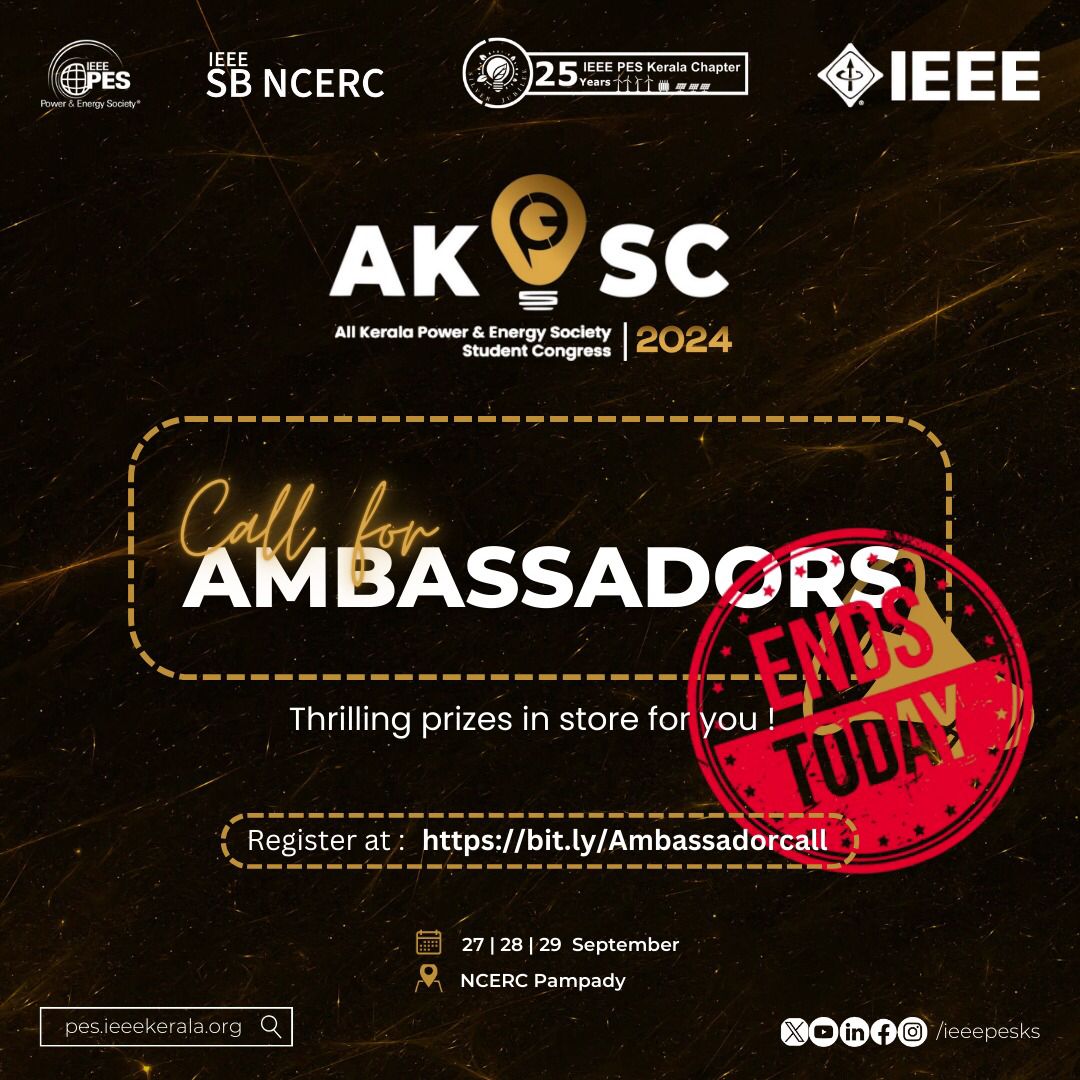 IEEE
PES
Power & Energy Society®
IEEE
SB NCERC
25 Years
IEEE PES Kerala Chapter
IEEE
AK SC
All Kerala Power & Energy Society
Student Congress
2024
Call for
AMBASSADORS
ENDS
TODAY
Thrilling prizes in store for you !
Register at : https://bit.ly/Ambassadorcall
27 | 28 | 29 September
NCERC Pampady
pes.ieeekerala.org
/ieeepesks